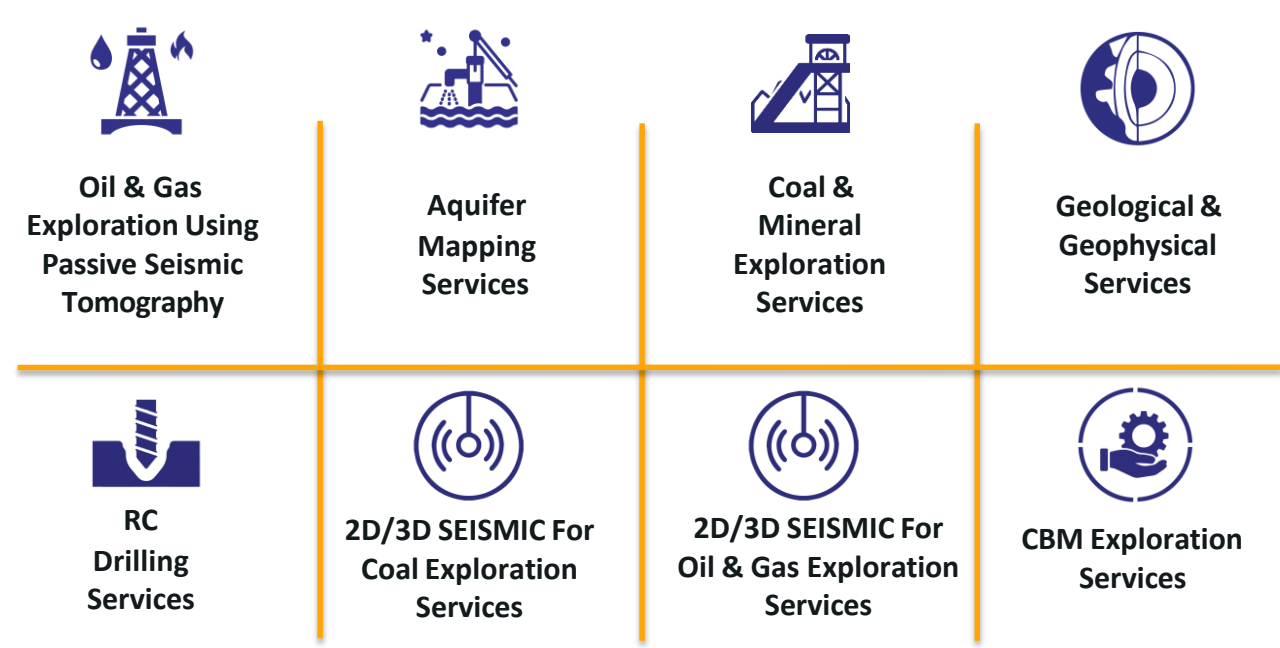 Oil & Gas
Exploration Using
Passive Seismic
Tomography
Aquifer
Mapping
Services
Coal &
Mineral
Exploration
Services
Geological &
Geophysical
Services
RC
Drilling
Services
2D/3D SEISMIC For
Coal Exploration
Services
2D/3D SEISMIC For
Oil & Gas Exploration
Services
CBM Exploration
Services